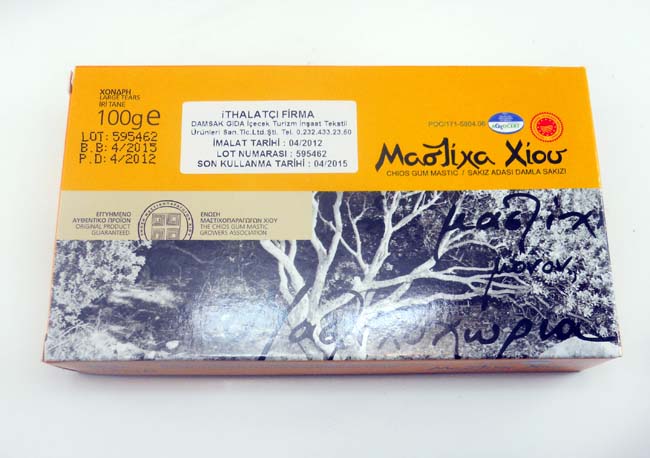 ΧΟΝΔΡΗ
LARGE TEARS
İRİ TANE
100g e
LOT: 595462
B.B: 4/2015
P.D: 4/2012
İTHALATÇI FİRMA
DAMSAK GIDA İçecek Turizm İnşaat Tekstil
Ürünleri San.Tic.Ltd.Şti. Tel. 0.232.433.23.60
İMALAT TARİHİ : 04/2012
LOT NUMARASI : 595462
SON KULLANMA TARİHİ : 04/2015
Μαστίχα Χίου
CHIOS GUM MASTIC / SAKIZ ADASI DAMLA SAKIZI
ΕΓΓΥΗΜΕΝΟ
ΑΥΘΕΝΤΙΚΟ ΠΡΟΪΟΝ
ORIGINAL PRODUCT
GUARANTEED
ΕΝΩΣΗ
ΜΑΣΤΙΧΟΠΑΡΑΓΩΓΩΝ ΧΙΟΥ
THE CHIOS GUM MASTIC
GROWERS ASSOCIATION
μαστιχ
μονον